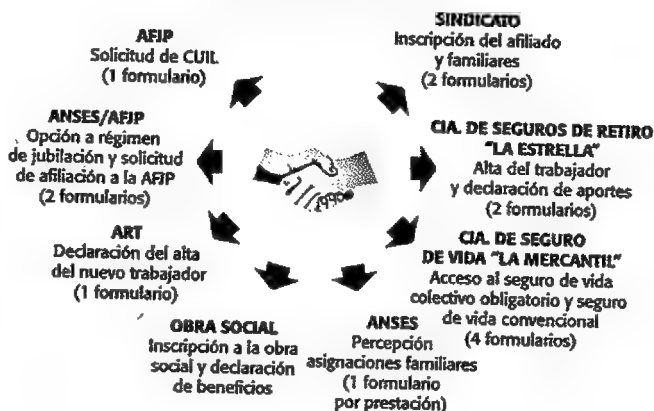 AFIP
Solicitud de CUIL
(1 formulario)
SINDICATO
Inscripción del afiliado
y familiares
(2 formularios)
ANSES/AFJP
Opción a régimen
de jubilación y solicitud
de afiliación a la AFJP
(2 formularios)
CIA. DE SEGUROS DE RETIRO
"LA ESTRELLA"
Alta del trabajador
y declaración de aportes
(2 formularios)
ART
Declaración del alta
del nuevo trabajador
(1 formulario)
CIA. DE SEGURO
DE VIDA "LA MERCANTIL"
Acceso al seguro de vida
colectivo obligatorio y seguro
de vida convencional
(4 formularios)
OBRA SOCIAL
Inscripción a la obra
social y declaración
de beneficios
ANSES
Percepción
asignaciones familiares
(1 formulario
por prestación)